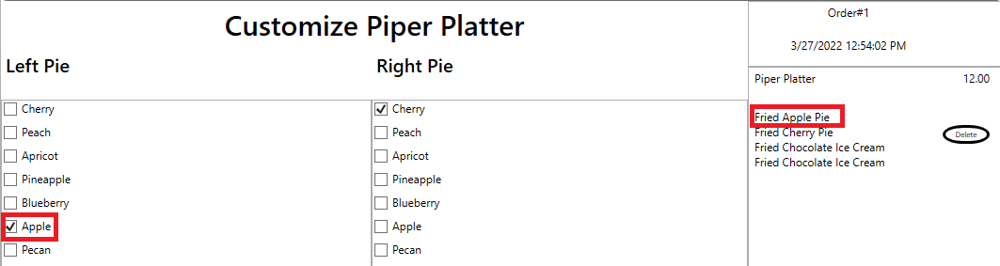 Customize Piper Platter
Left Pie
Cherry
Peach
Apricot
Pineapple
Blueberry
Apple
Pecan
Right Pie
Cherry
Peach
Apricot
Pineapple
Blueberry
Apple
Pecan
Order#1
3/27/2022 12:54:02 PM
Piper Platter 12.00
Fried Apple Pie
Fried Cherry Pie
Delete
Fried Chocolate Ice Cream
Fried Chocolate Ice Cream